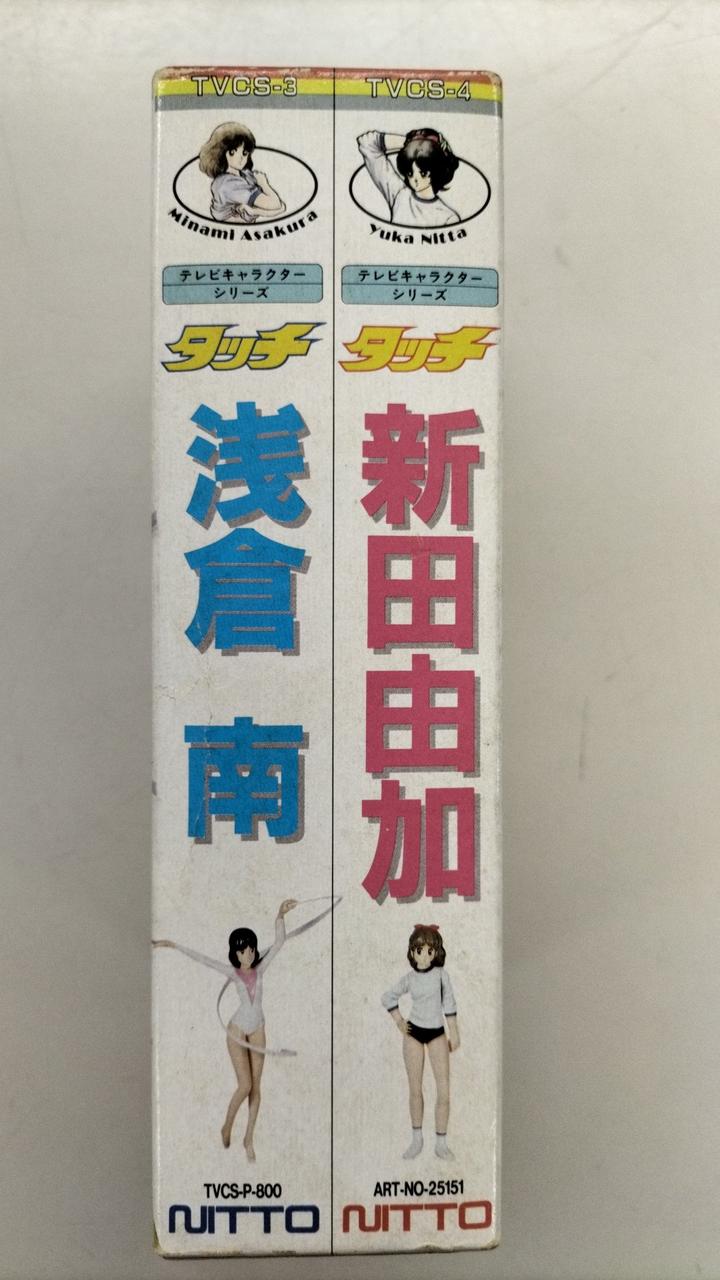 TVCS-3
Minami Asakura
テレビキャラクター
シリーズ
タッチ
浅倉 南
TVCS-P-800
NITTO
TVCS-4
Yuka Nitta
テレビキャラクター
シリーズ
タッチ
新田由加
ART-NO-25151
NITTO